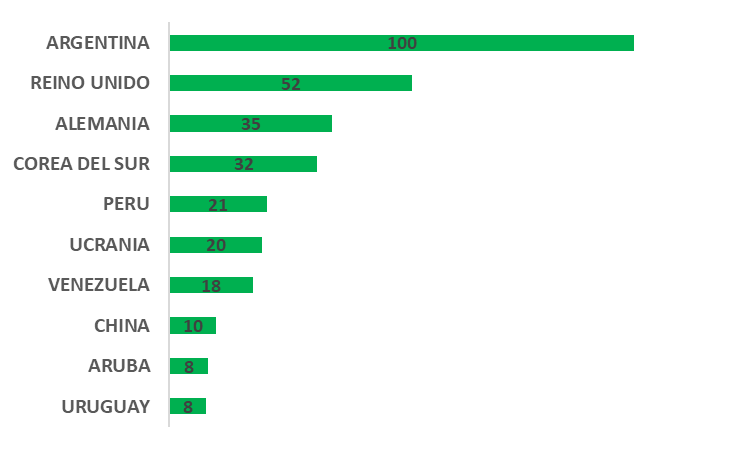 ARGENTINA 100
REINO UNIDO 52
ALEMANIA 35
COREA DEL SUR 32
PERU 21
UCRANIA 20
VENEZUELA 18
CHINA 10
ARUBA 8
URUGUAY 8